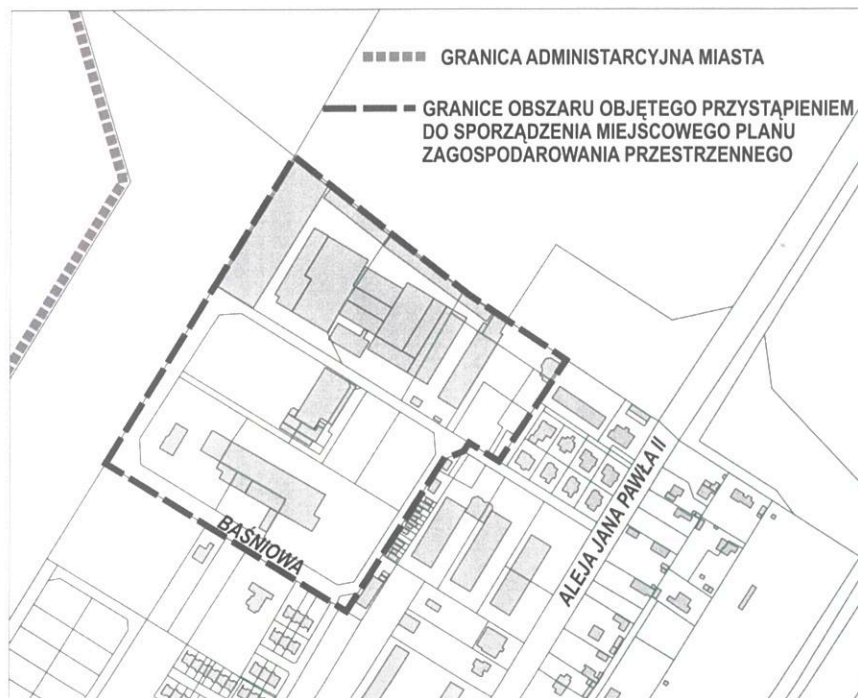 GRANICA ADMINISTARCYJNA MIASTA
GRANICE OBSZARU OBJĘTEGO PRZYSTĄPIENIEM
DO SPORZĄDZENIA MIEJSCOWEGO PLANU
ZAGOSPODAROWANIA PRZESTRZENNEGO
ALEJA JANA PAWŁA II
BAŚNIOWA